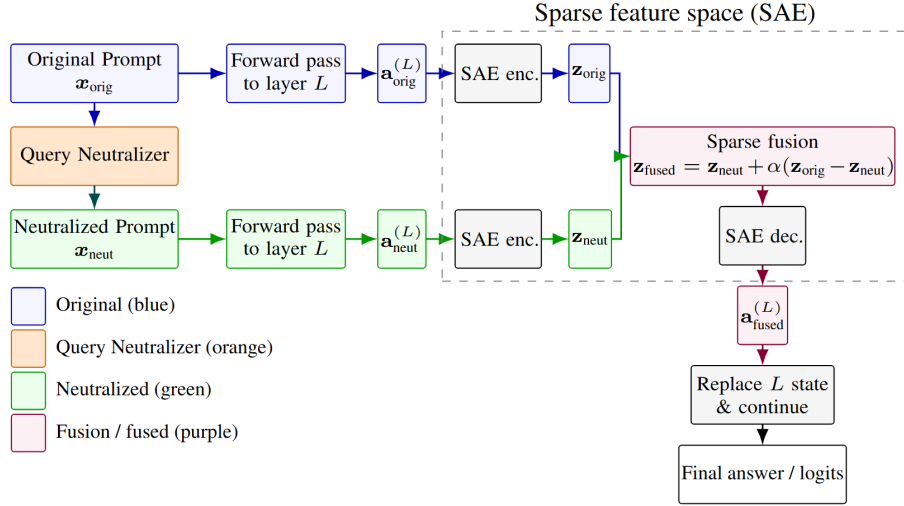 Sparse feature space (SAE)
Original Prompt
x_orig
Forward pass
to layer L
a_orig^(L)
SAE enc.
z_orig
Query Neutralizer
Sparse fusion
z_fused = z_neut + α(z_orig − z_neut)
Neutralized Prompt
x_neut
Forward pass
to layer L
a_neut^(L)
SAE enc.
z_neut
SAE dec.
Original (blue)
a_fused^(L)
Query Neutralizer (orange)
Neutralized (green)
Replace L state
& continue
Fusion / fused (purple)
Final answer / logits